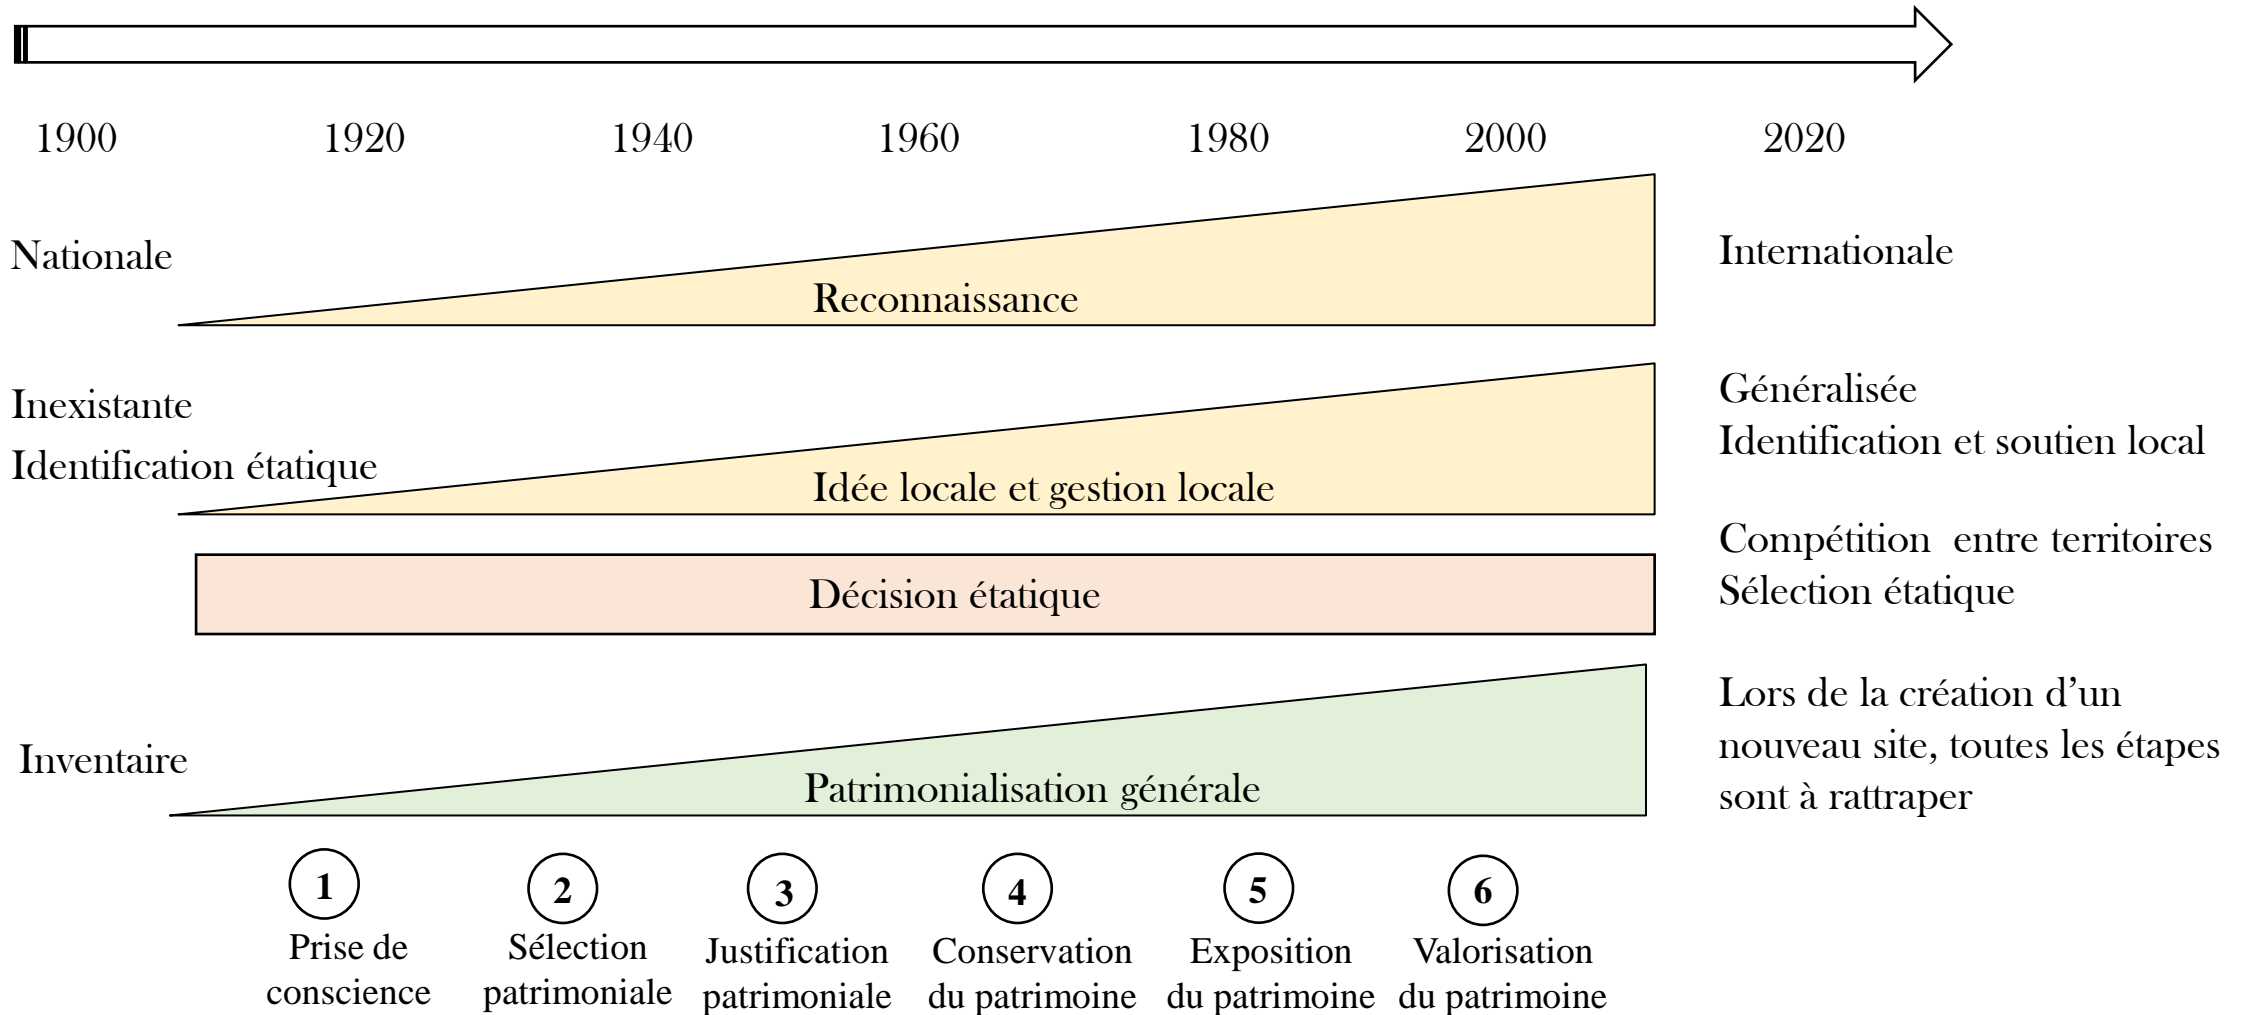 1900 1920 1940 1960 1980 2000 2020
Nationale
Reconnaissance
Internationale
Inexistante
Identification étatique
Idée locale et gestion locale
Généralisée
Identification et soutien local
Décision étatique
Compétition entre territoires
Sélection étatique
Inventaire
Patrimonialisation générale
Lors de la création d’un
nouveau site, toutes les étapes
sont à rattraper
1
Prise de
conscience
2
Sélection
patrimoniale
3
Justification
patrimoniale
4
Conservation
du patrimoine
5
Exposition
du patrimoine
6
Valorisation
du patrimoine